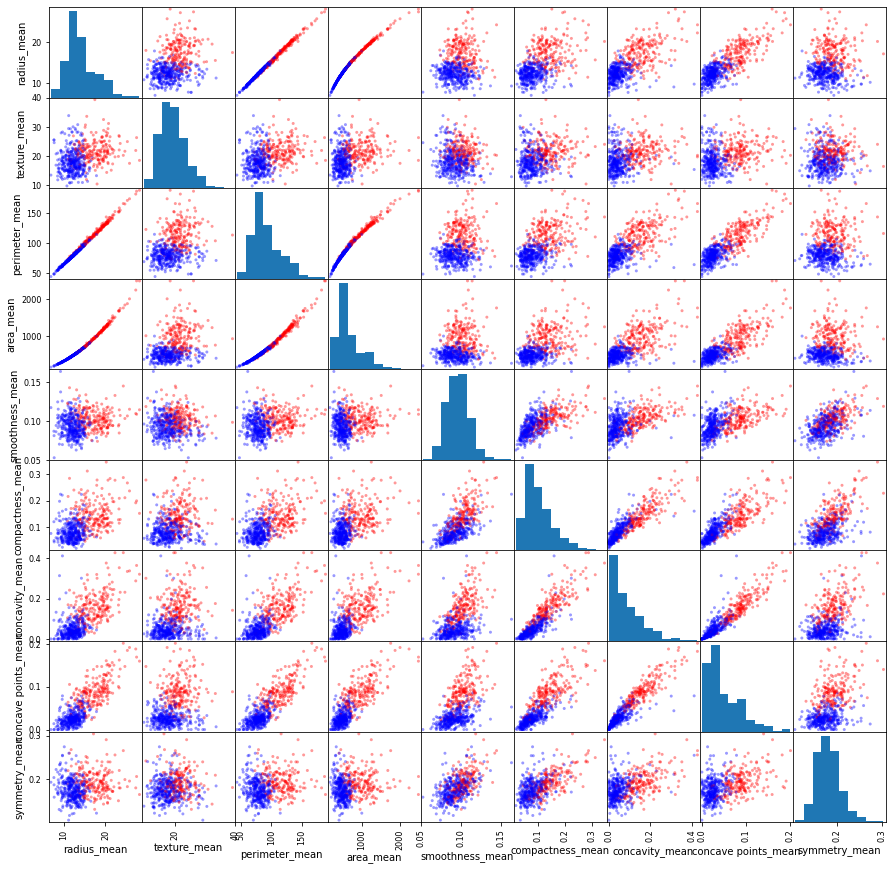 radius_mean
20
10
texture_mean
40
30
20
10
perimeter_mean
150
100
50
area_mean
2000
1000
smoothness_mean
0.15
0.10
0.05
compactness_mean
0.3
0.2
0.1
concavity_mean
0.4
0.2
0.0
concave points_mean
0.2
0.1
0.0
symmetry_mean
0.3
0.2
10 20 20 40 50 100 150 1000 2000 0.05 0.10 0.15 0.1 0.2 0.3 0.0 0.2 0.4 0.0 0.1 0.2 0.2 0.3
radius_mean texture_mean perimeter_mean area_mean smoothness_mean compactness_mean concavity_mean concave points_mean symmetry_mean